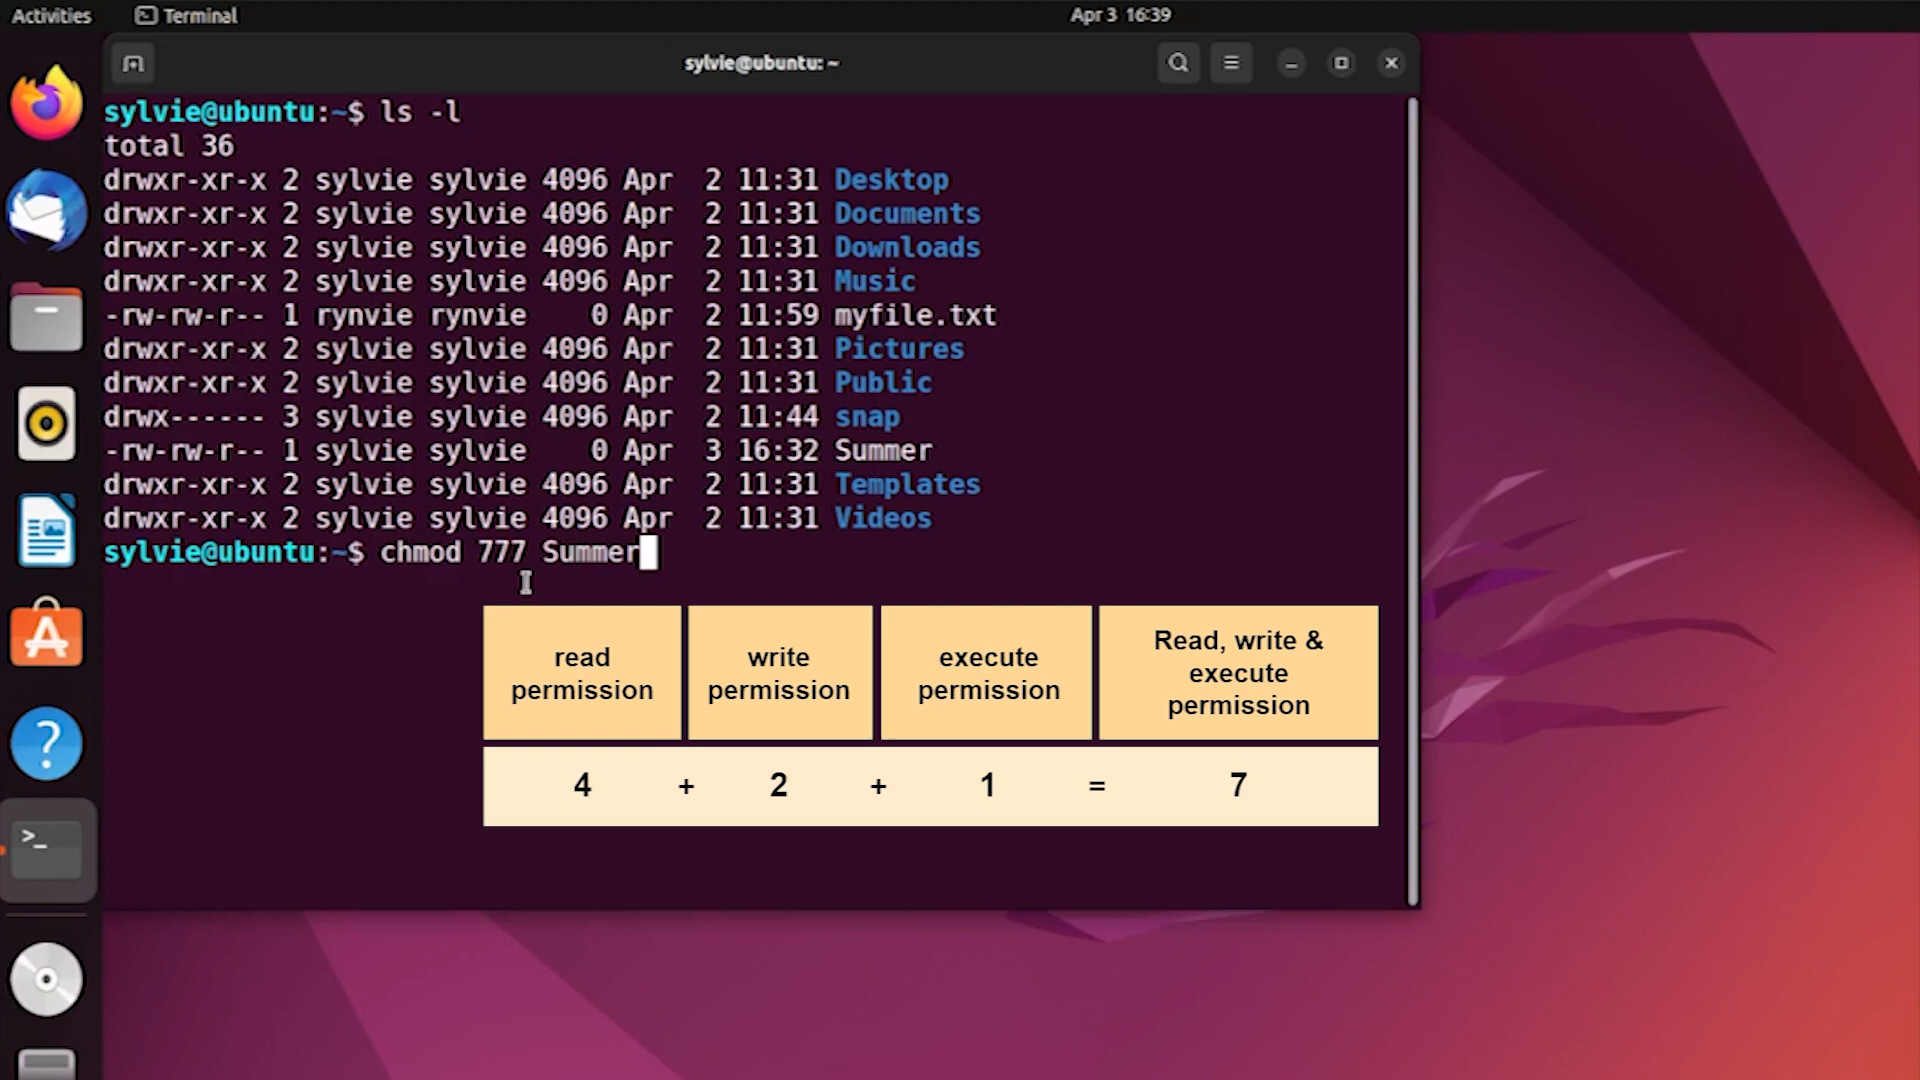 Activities Terminal Apr 3 16:39
sylvie@ubuntu: ~
sylvie@ubuntu:~$ ls -l
total 36
drwxr-xr-x 2 sylvie sylvie 4096 Apr  2 11:31 Desktop
drwxr-xr-x 2 sylvie sylvie 4096 Apr  2 11:31 Documents
drwxr-xr-x 2 sylvie sylvie 4096 Apr  2 11:31 Downloads
drwxr-xr-x 2 sylvie sylvie 4096 Apr  2 11:31 Music
-rw-rw-r-- 1 rynvie rynvie    0 Apr  2 11:59 myfile.txt
drwxr-xr-x 2 sylvie sylvie 4096 Apr  2 11:31 Pictures
drwxr-xr-x 2 sylvie sylvie 4096 Apr  2 11:31 Public
drwx------ 3 sylvie sylvie 4096 Apr  2 11:44 snap
-rw-rw-r-- 1 sylvie sylvie    0 Apr  3 16:32 Summer
drwxr-xr-x 2 sylvie sylvie 4096 Apr  2 11:31 Templates
drwxr-xr-x 2 sylvie sylvie 4096 Apr  2 11:31 Videos
sylvie@ubuntu:~$ chmod 777 Summer
read
permission
write
permission
execute
permission
Read, write &
execute
permission
4 + 2 + 1 = 7